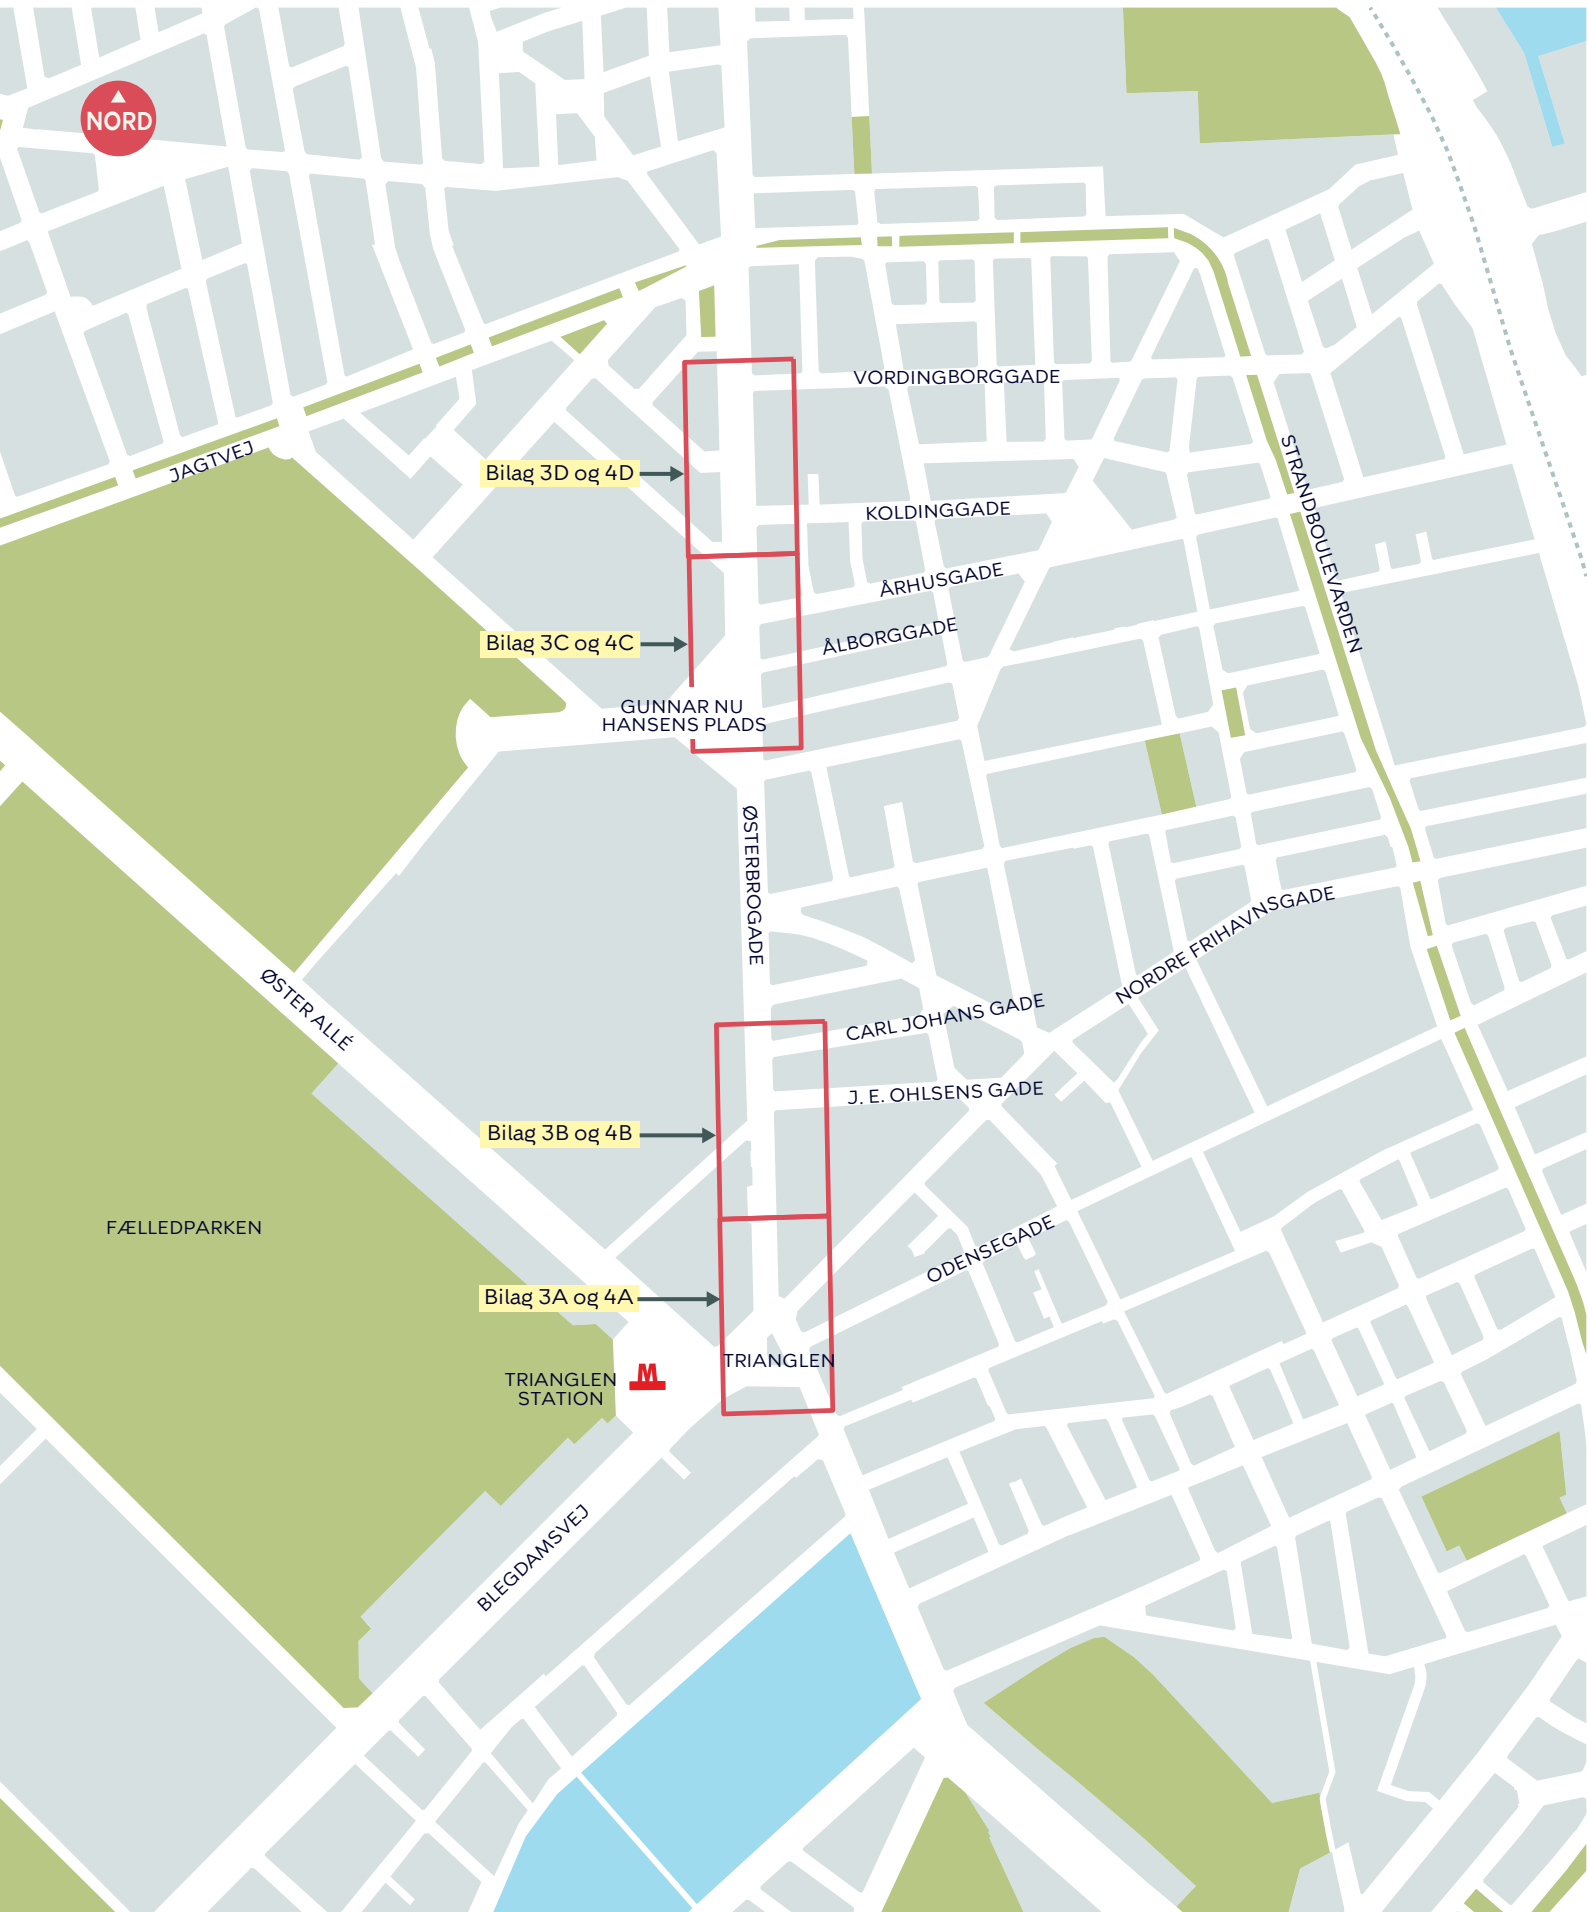 NORD
VORDINGBORGGADE
JAGTVEJ
STRANDBOULEVARDEN
Bilag 3D og 4D
KOLDINGGADE
ÅRHUSGADE
ÅLBORGGADE
Bilag 3C og 4C
GUNNAR NU
HANSENS PLADS
ØSTERBROGADE
NORDRE FRIHAVNSGADE
ØSTER ALLÉ
CARL JOHANS GADE
J. E. OHLSENS GADE
Bilag 3B og 4B
FÆLLEDPARKEN
ODENSEGADE
Bilag 3A og 4A
TRIANGLEN
TRIANGLEN
STATION
M
BLEGDAMSVEJ